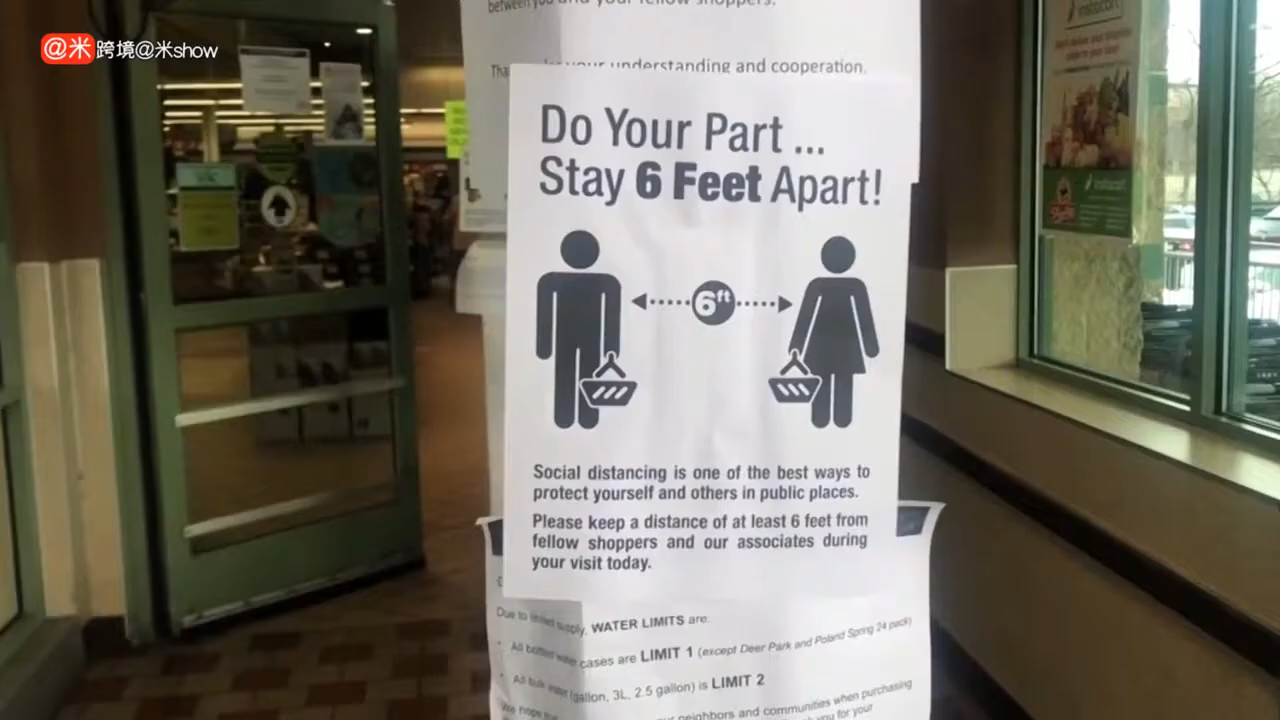 @米 跨境@米show
between you and your fellow shoppers.
your understanding and cooperation.
instacart
Do Your Part ...
Stay 6 Feet Apart!
6ft
Social distancing is one of the best ways to
protect yourself and others in public places.
Please keep a distance of at least 6 feet from
fellow shoppers and our associates during
your visit today.
Due to limited supply, WATER LIMITS are:
All bottled water cases are LIMIT 1 (except Deer Park and Poland Spring 24 pack)
All bulk water (gallon, 3L, 2.5 gallon) is LIMIT 2
We hope
neighbors and communities when purchasing
you for your